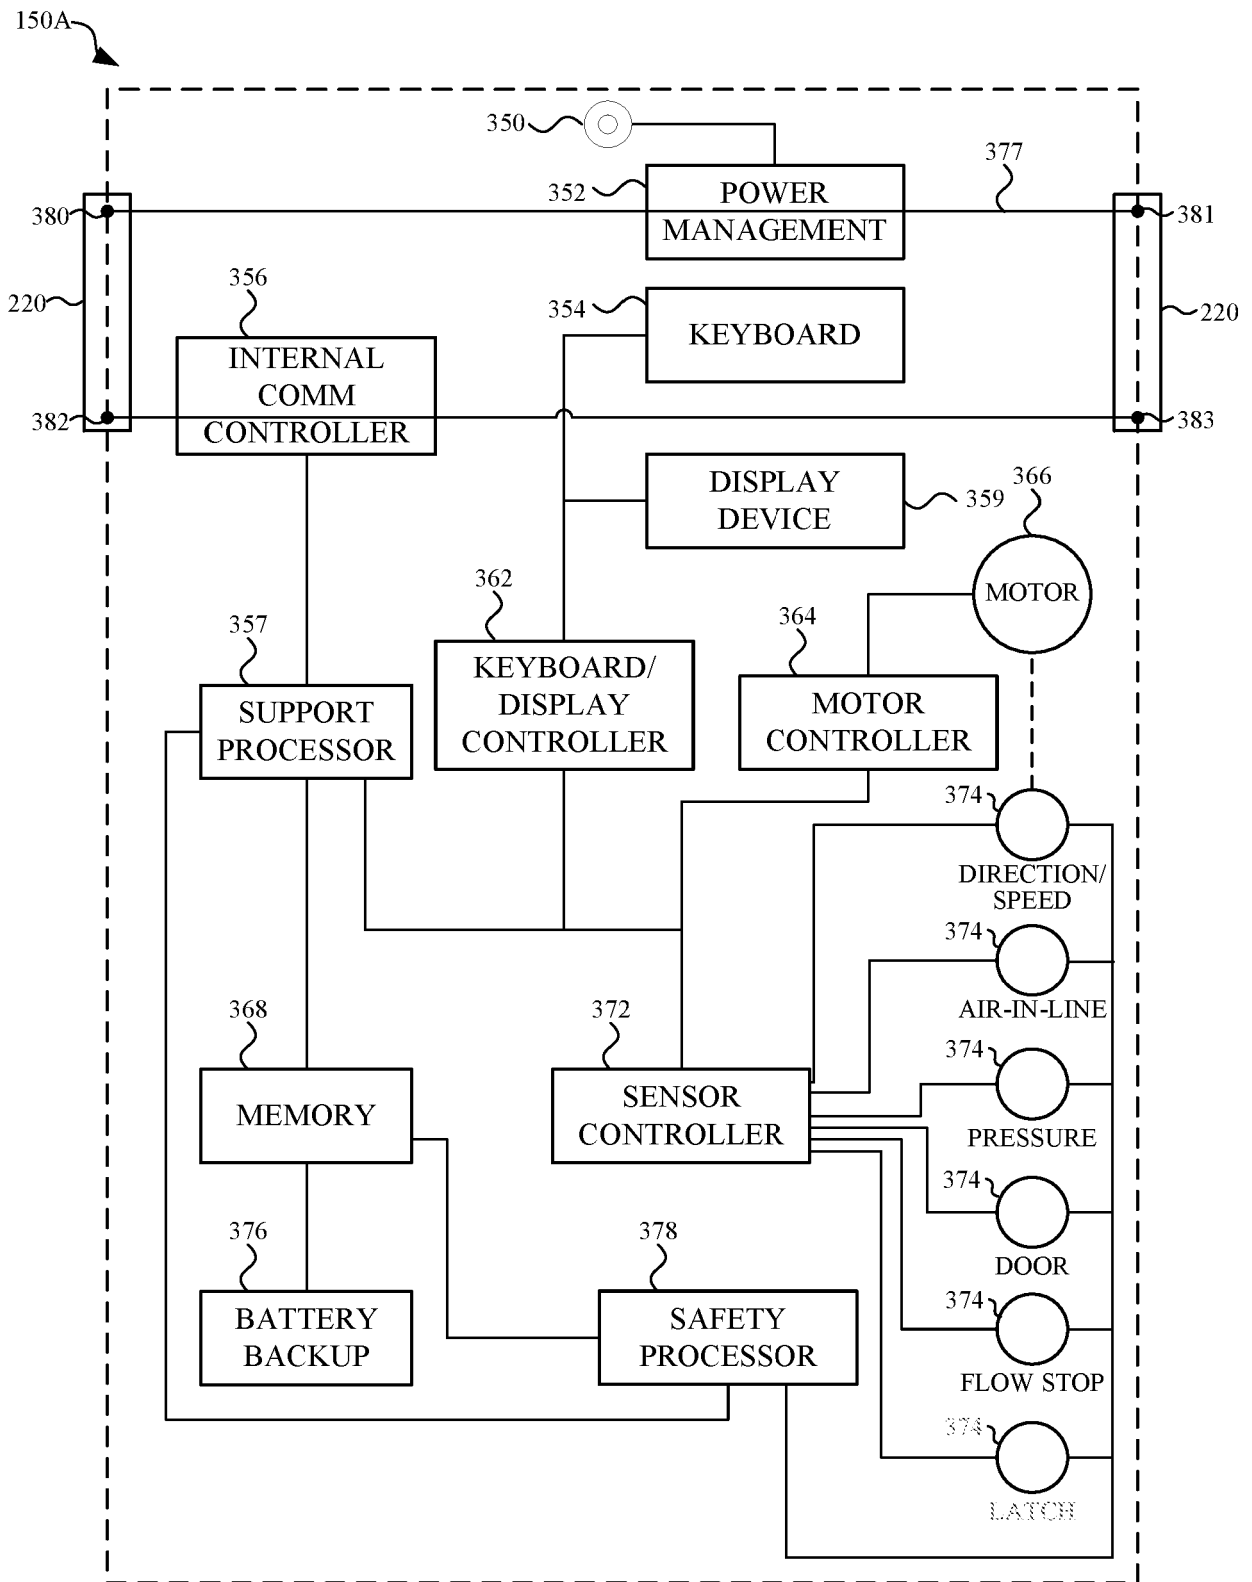 150A
350
377
352
POWER
MANAGEMENT
380
381
356
354
KEYBOARD
220
220
INTERNAL
COMM
CONTROLLER
382
383
DISPLAY
DEVICE
359
366
MOTOR
362
357
364
KEYBOARD/
DISPLAY
CONTROLLER
SUPPORT
PROCESSOR
MOTOR
CONTROLLER
374
DIRECTION/
SPEED
374
AIR-IN-LINE
368
372
374
MEMORY
SENSOR
CONTROLLER
PRESSURE
374
DOOR
376
378
374
BATTERY
BACKUP
SAFETY
PROCESSOR
FLOW STOP
374
LATCH